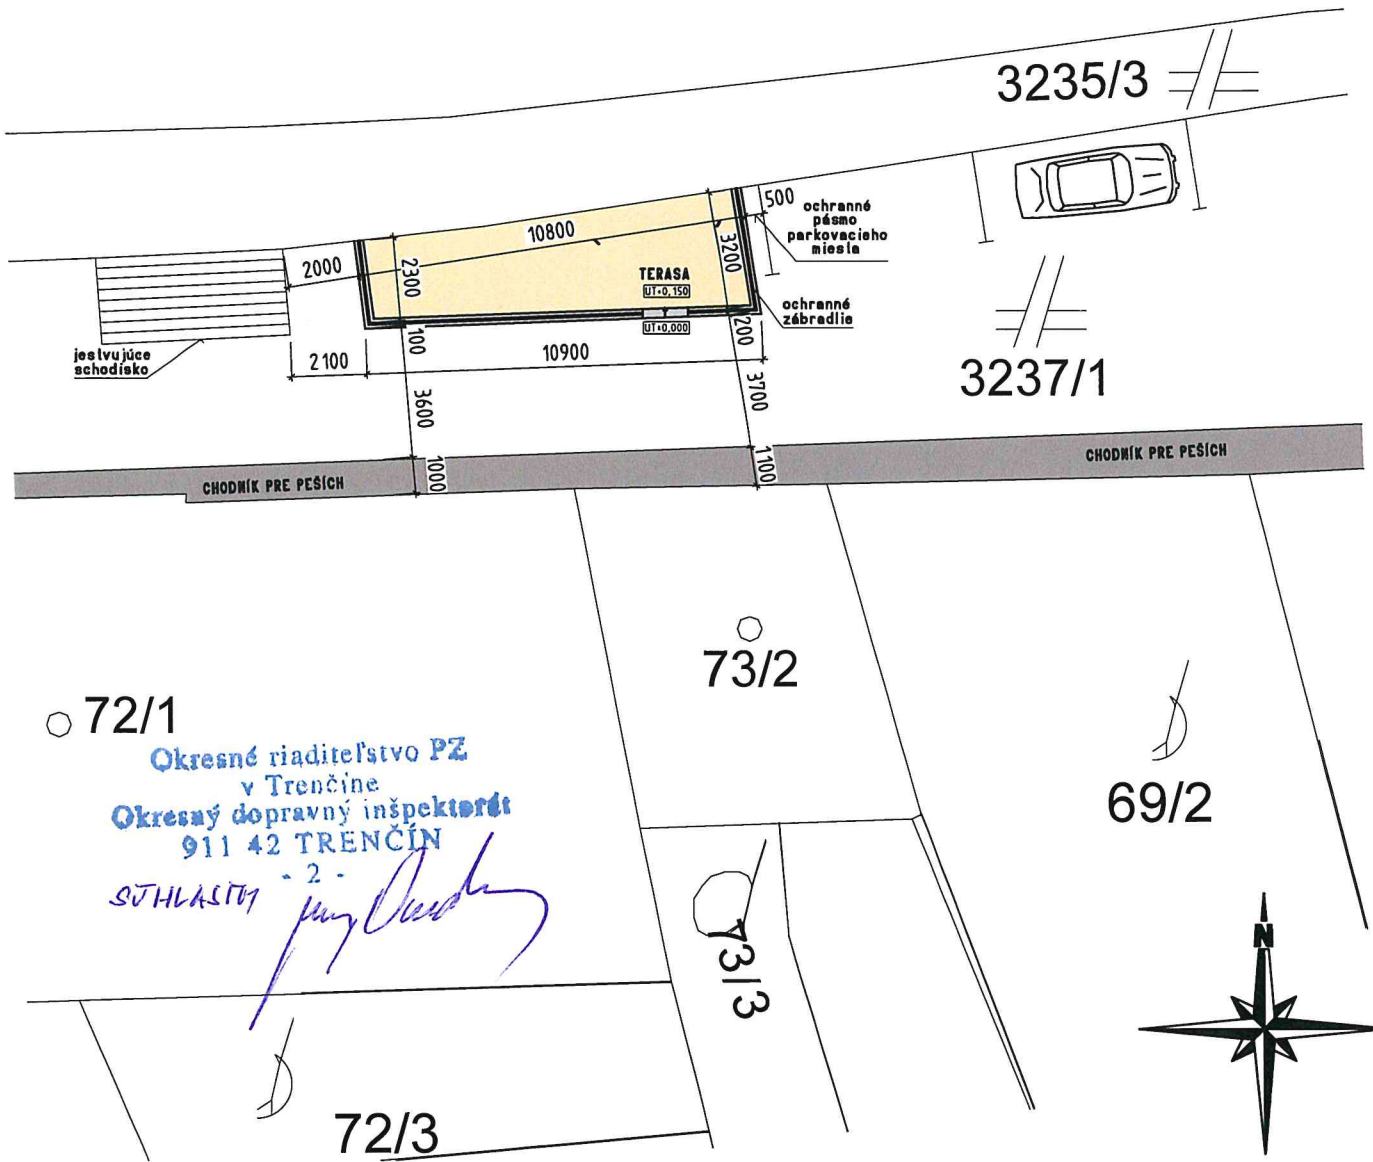 3235/3
500
ochranné
pásmo
parkovacieho
miesta
10800
2000
2300
3200
TERASA
UT+0,150
UT±0,000
ochranné
zábradlie
jestvujúce
schodisko
100
200
2100
10900
3600
3700
3237/1
CHODNÍK PRE PEŠÍCH
CHODNÍK PRE PEŠÍCH
1000
1100
73/2
72/1
69/2
Okresné riaditeľstvo PZ
v Trenčíne
Okresný dopravný inšpektorát
911 42 TRENČÍN
- 2 -
SÚHLASÍM
73/3
N
72/3